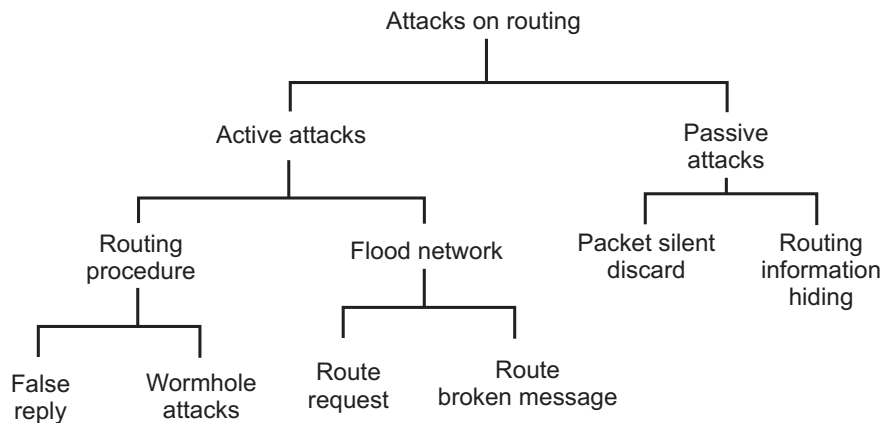 Attacks on routing
Active attacks
Passive
attacks
Routing
procedure
Flood network
Packet silent
discard
Routing
information
hiding
False
reply
Wormhole
attacks
Route
request
Route
broken message